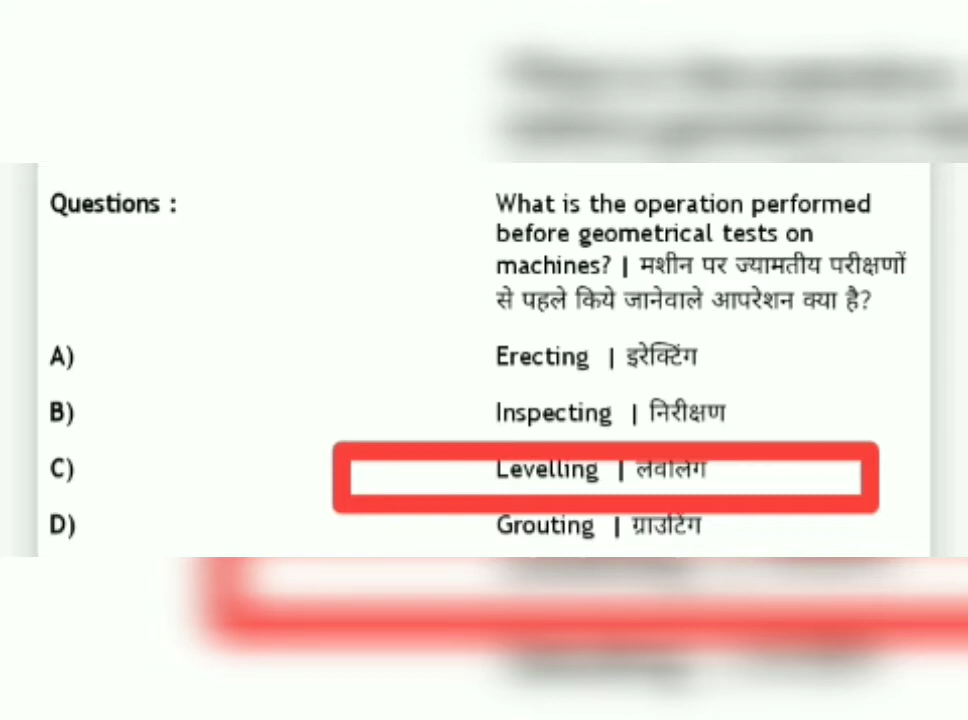 Questions :
What is the operation performed
before geometrical tests on
machines? | मशीन पर ज्यामतीय परीक्षणों
से पहले किये जानेवाले आपरेशन क्या है?
A) Erecting | इरेक्टिंग
B) Inspecting | निरीक्षण
C) Levelling | लेवलिंग
D) Grouting | ग्राउटिंग